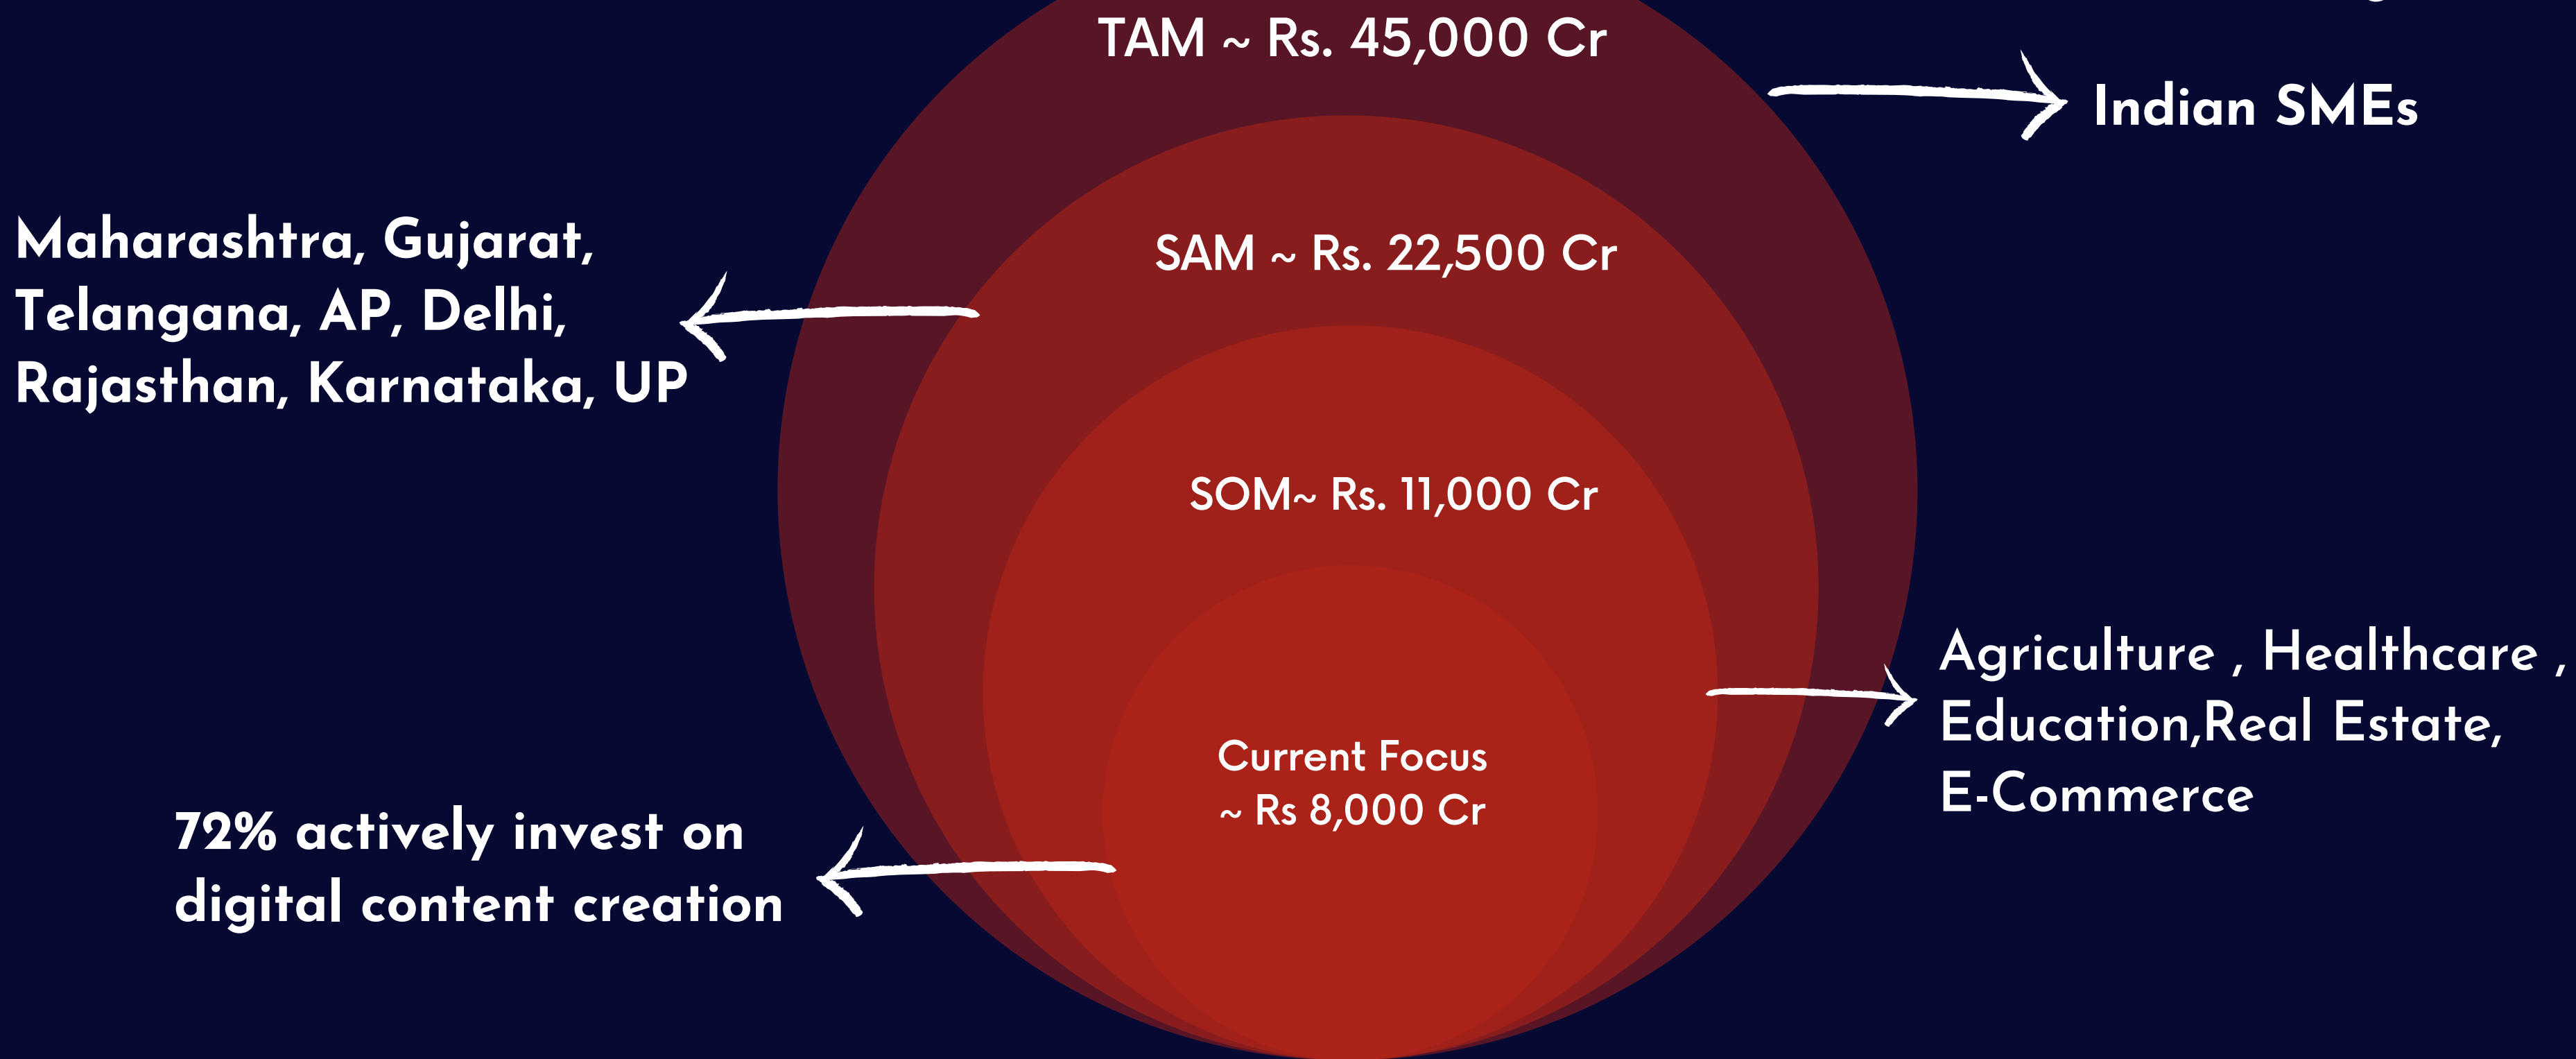 TAM ~ Rs. 45,000 Cr
Indian SMEs
Maharashtra, Gujarat,
Telangana, AP, Delhi,
Rajasthan, Karnataka, UP
SAM ~ Rs. 22,500 Cr
SOM~ Rs. 11,000 Cr
Agriculture , Healthcare ,
Education,Real Estate,
E-Commerce
Current Focus
~ Rs 8,000 Cr
72% actively invest on
digital content creation